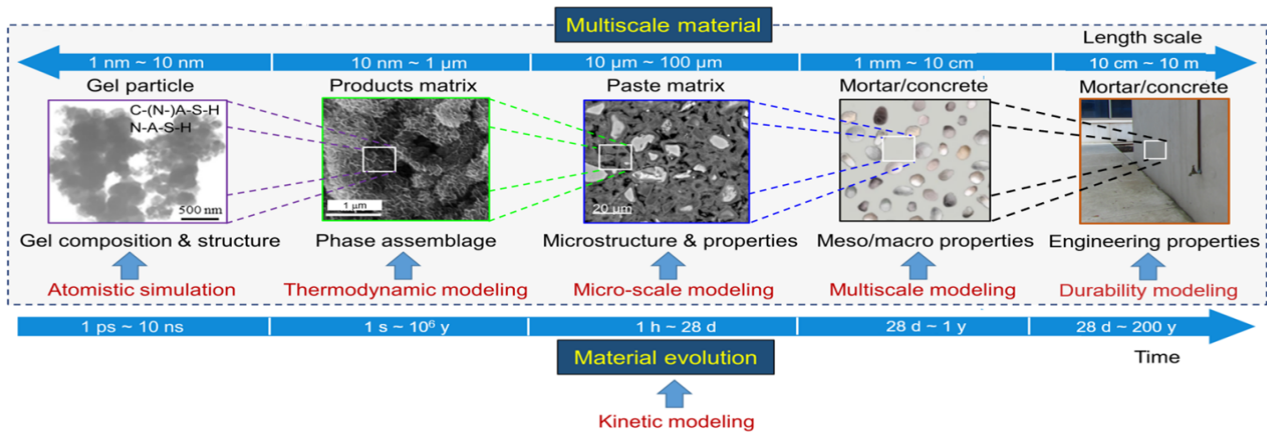 Multiscale material
Length scale
1 nm ~ 10 nm
10 nm ~ 1 µm
10 µm ~ 100 µm
1 mm ~ 10 cm
10 cm ~ 10 m
Gel particle
Products matrix
Paste matrix
Mortar/concrete
Mortar/concrete
C-(N-)A-S-H
N-A-S-H
500 nm
1 µm
20 µm
Gel composition & structure
Phase assemblage
Microstructure & properties
Meso/macro properties
Engineering properties
Atomistic simulation
Thermodynamic modeling
Micro-scale modeling
Multiscale modeling
Durability modeling
1 ps ~ 10 ns
1 s ~ 10⁶ y
1 h ~ 28 d
28 d ~ 1 y
28 d ~ 200 y
Material evolution
Time
Kinetic modeling